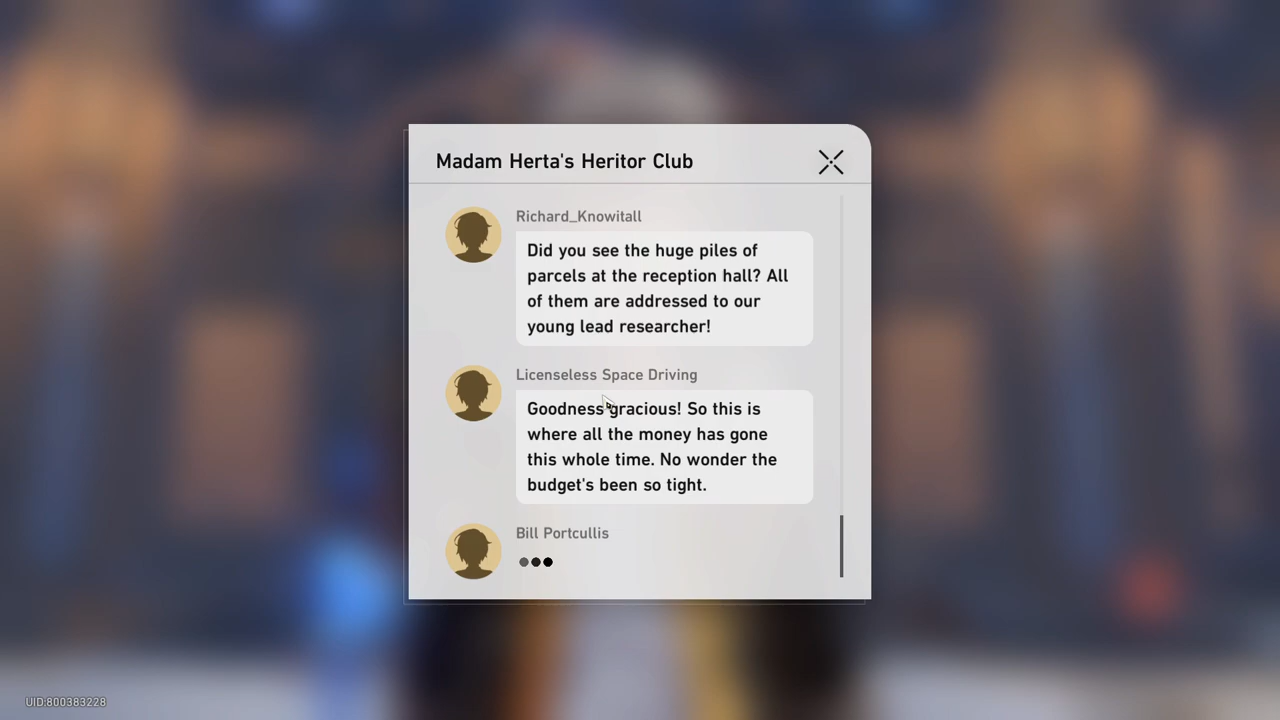 Madam Herta's Heritor Club
Richard_Knowitall
Did you see the huge piles of
parcels at the reception hall? All
of them are addressed to our
young lead researcher!
Licenseless Space Driving
Goodness gracious! So this is
where all the money has gone
this whole time. No wonder the
budget's been so tight.
Bill Portcullis
UID:800383228